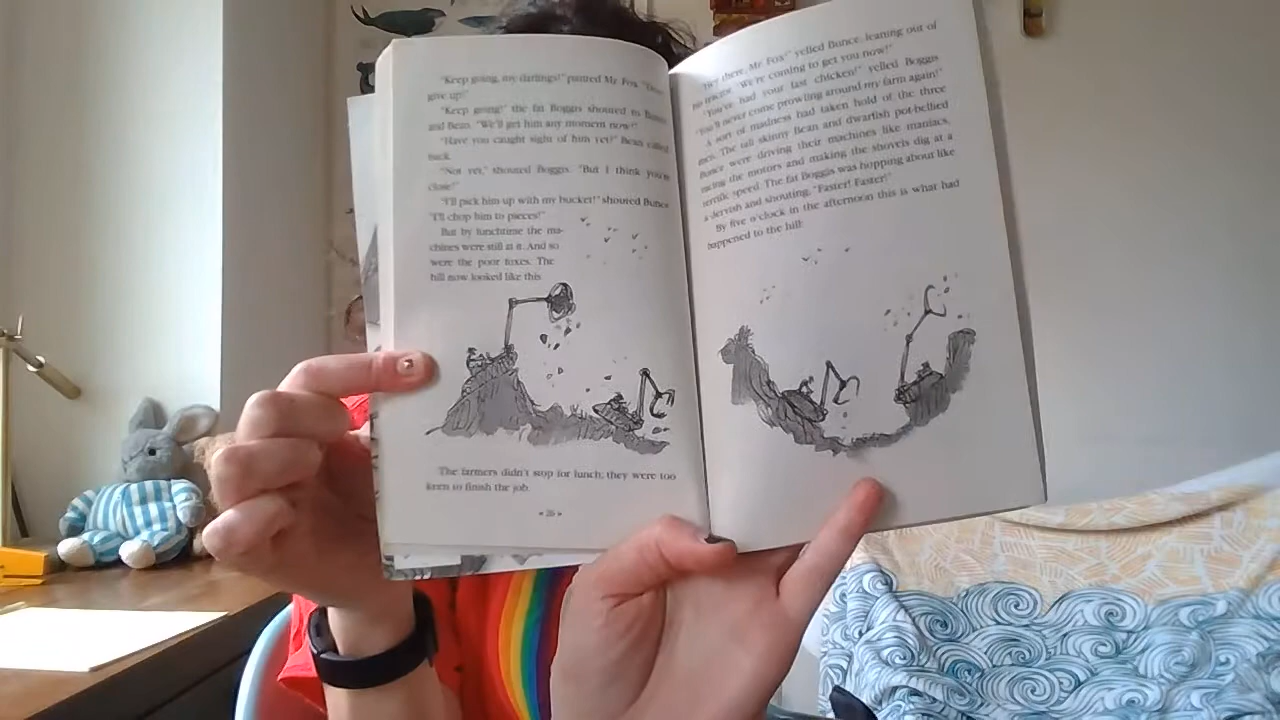 "Keep going, my darlings!" panted Mr. Fox. "Don't
give up!"
"Keep going!" the fat Boggis shouted to Bunce
and Bean. "We'll get him any moment now!"
"Have you caught sight of him yet?" Bean called
back.
"Not yet," shouted Boggis. "But I think you're
close!"
"I'll pick him up with my bucket!" shouted Bunce.
"I'll chop him to pieces!"
But by lunchtime the ma-
chines were still at it. And so
were the poor foxes. The
hill now looked like this
The farmers didn't stop for lunch; they were too
keen to finish the job.
• 26 •
"Hey there, Mr. Fox!" yelled Bunce, leaning out of
his tractor. "We're coming to get you now!"
"You've had your last chicken!" yelled Boggis.
"You'll never come prowling around my farm again!"
A sort of madness had taken hold of the three
men. The tall skinny Bean and dwarfish pot-bellied
Bunce were driving their machines like maniacs,
racing the motors and making the shovels dig at a
terrific speed. The fat Boggis was hopping about like
a dervish and shouting, "Faster! Faster!"
By five o'clock in the afternoon this is what had
happened to the hill: